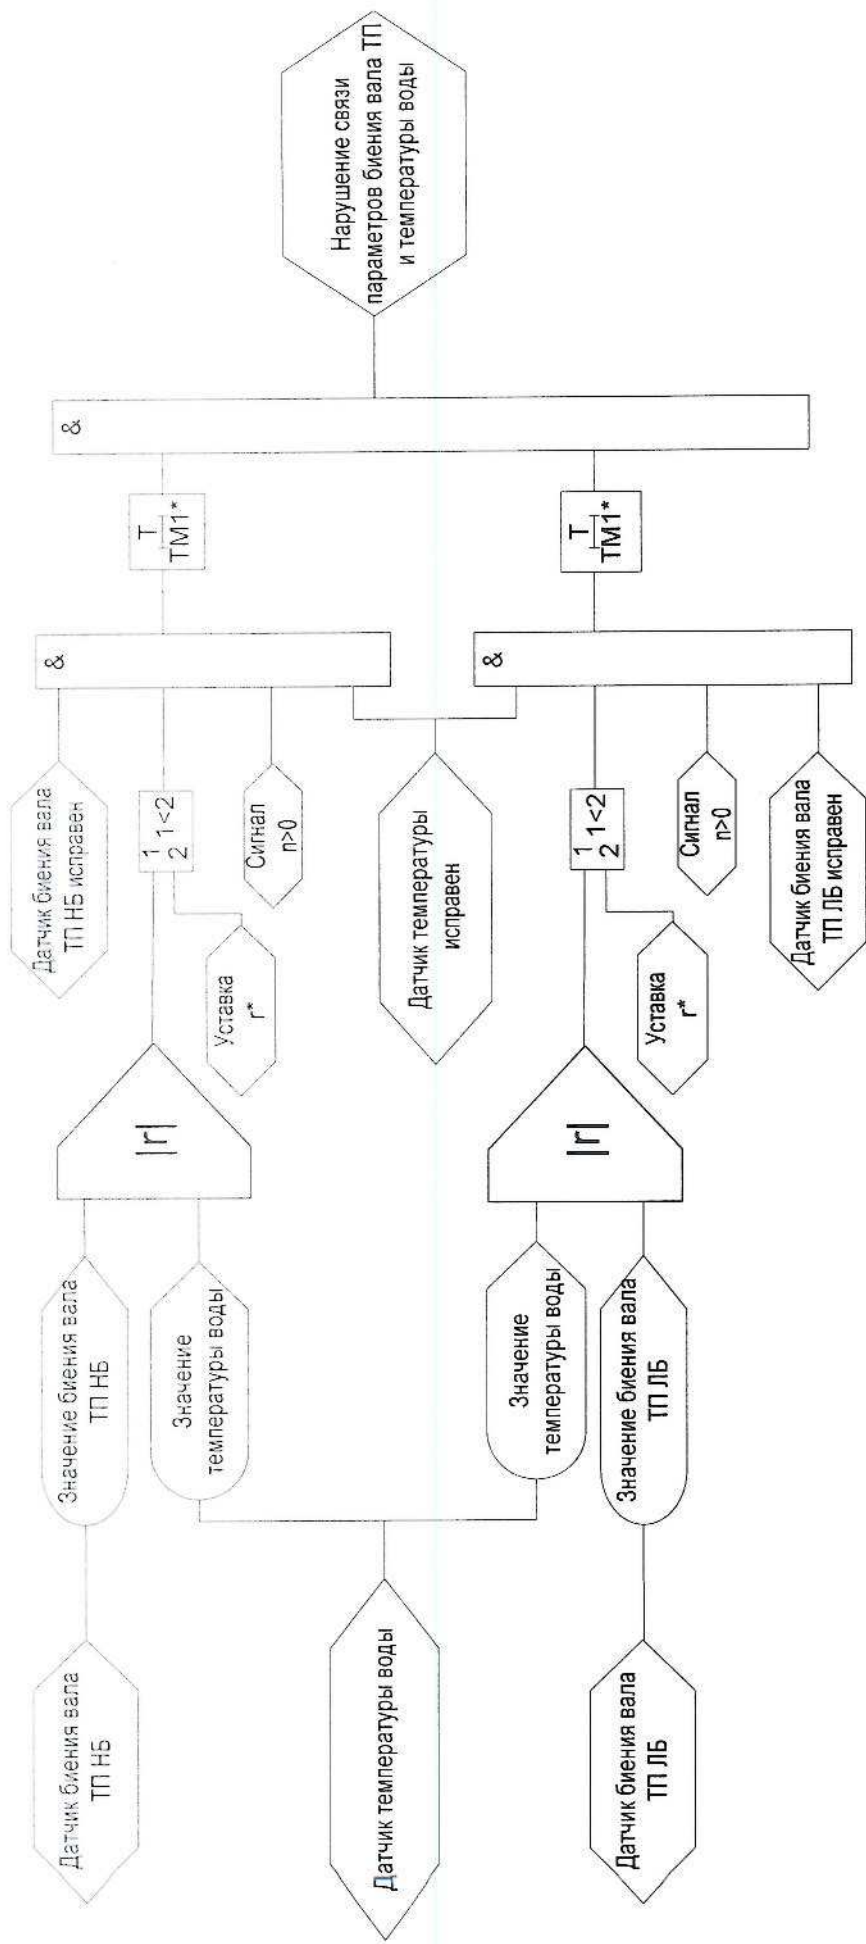 Датчик биения вала
ТП НБ
Датчик температуры воды
Датчик биения вала
ТП ЛБ
Значение биения вала
ТП НБ
Значение
температуры воды
Значение
температуры воды
Значение биения вала
ТП ЛБ
|r|
|r|
Уставка
r*
Уставка
r*
1
2 1<2
1
2 1<2
Датчик биения вала
ТП НБ исправен
Сигнал
n>0
Датчик температуры
исправен
Сигнал
n>0
Датчик биения вала
ТП ЛБ исправен
&
&
T
TM1*
T
TM1*
&
Нарушение связи
параметров биения вала ТП
и температуры воды